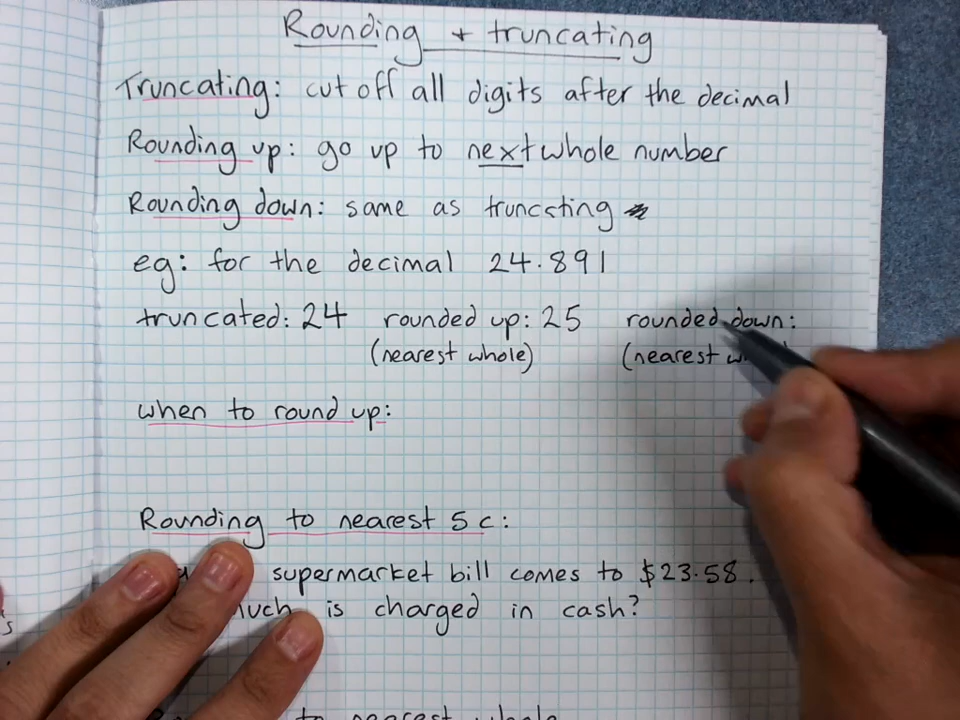 Rounding + truncating
Truncating: cut off all digits after the decimal
Rounding up: go up to next whole number
Rounding down: same as truncating
eg: for the decimal 24.891
truncated: 24 rounded up: 25 rounded down:
(nearest whole) (nearest
when to round up:
Rounding to nearest 5c:
supermarket bill comes to $23.58.
is charged in cash?
to nearest whole